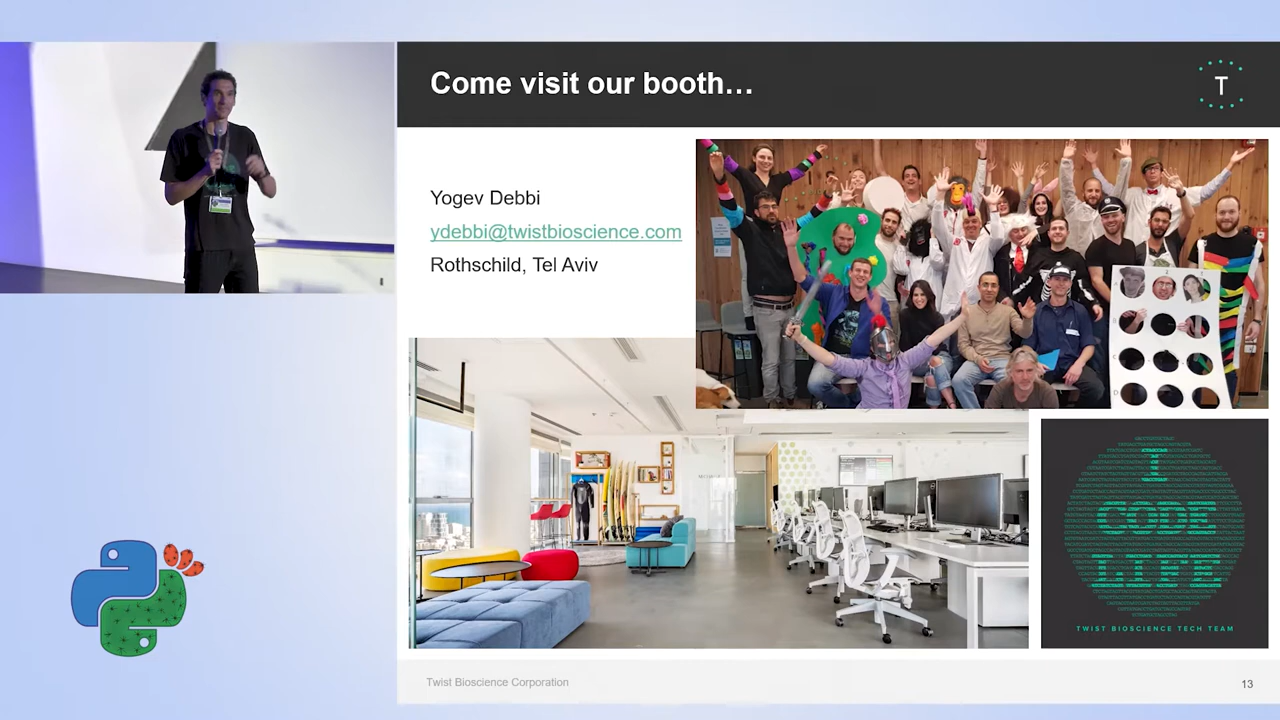 Come visit our booth…
T
Yogev Debbi
ydebbi@twistbioscience.com
Rothschild, Tel Aviv
TWIST BIOSCIENCE TECH TEAM
Twist Bioscience Corporation
13